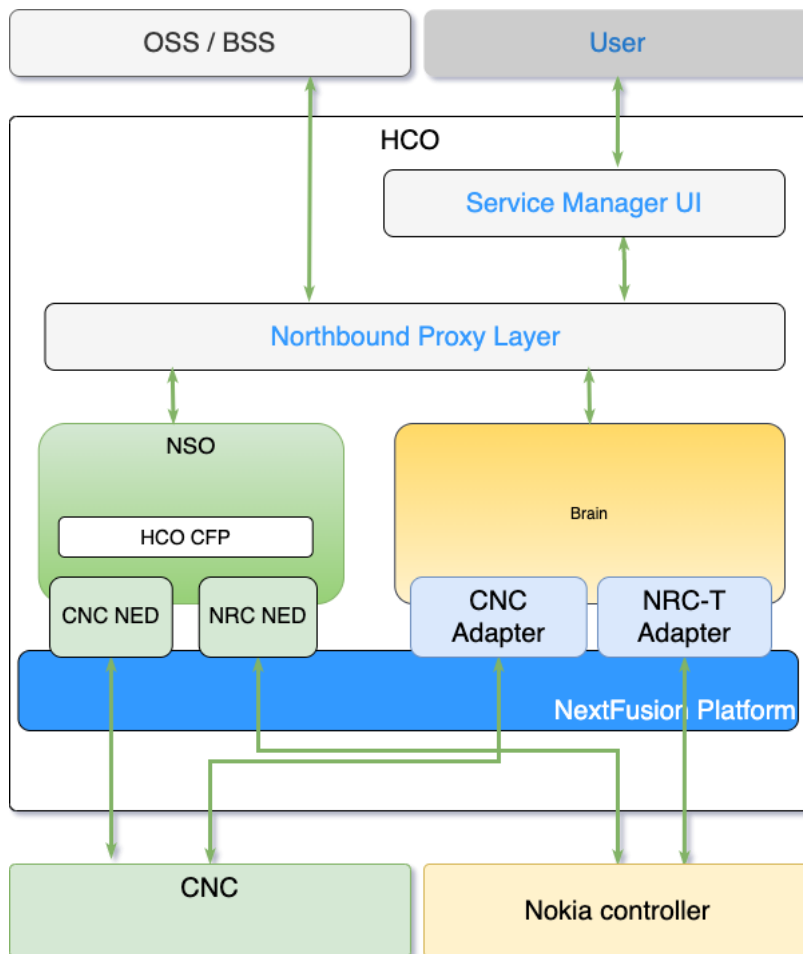 OSS / BSS
User
HCO
Service Manager UI
Northbound Proxy Layer
NSO
Brain
HCO CFP
CNC NED
NRC NED
CNC
Adapter
NRC-T
Adapter
NextFusion Platform
CNC
Nokia controller